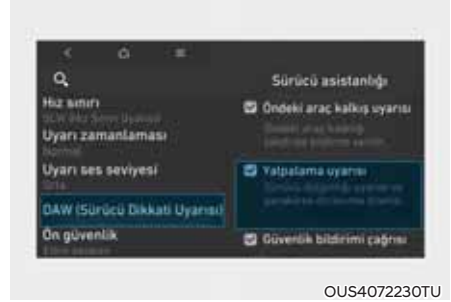 Hız sınırı
Uyarı zamanlaması
Normal
Uyarı ses seviyesi
Orta
DAW (Sürücü Dikkati Uyarısı)
Ön güvenlik
Sürücü asistanlığı
Öndeki araç kalkış uyarısı
Yalpalama uyarısı
Güvenlik bildirimi çağrısı
OUS4072230TU